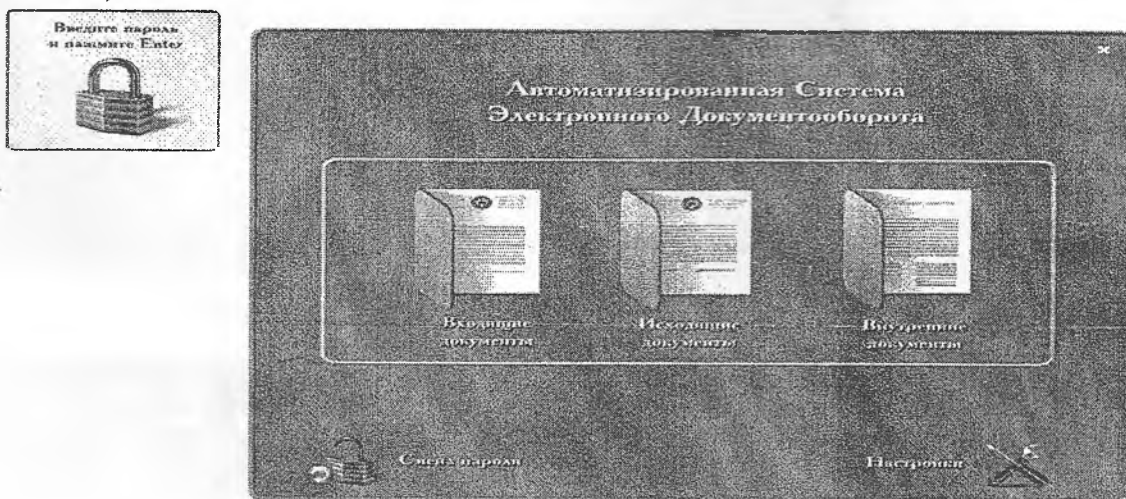 Введите пароль
и нажмите Enter
Автоматизированная Система
Электронного Документооборота
Входящие
документы
Исходящие
документы
Внутренние
документы
Смена пароля
Настройки